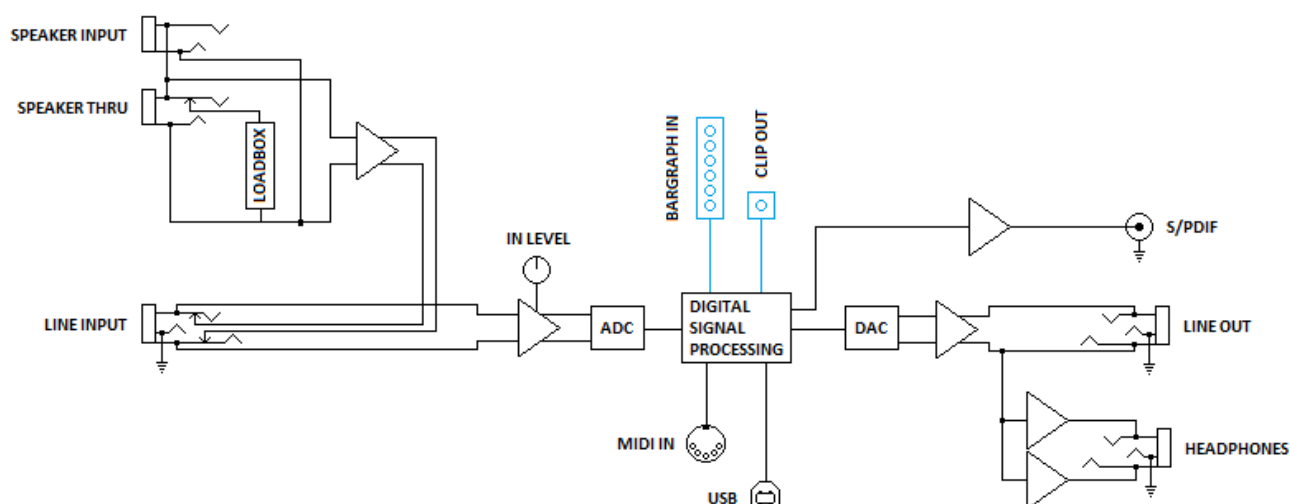 SPEAKER INPUT
SPEAKER THRU
LOADBOX
BARGRAPH IN
CLIP OUT
S/PDIF
IN LEVEL
LINE INPUT
ADC
DIGITAL
SIGNAL
PROCESSING
DAC
LINE OUT
MIDI IN
HEADPHONES
USB